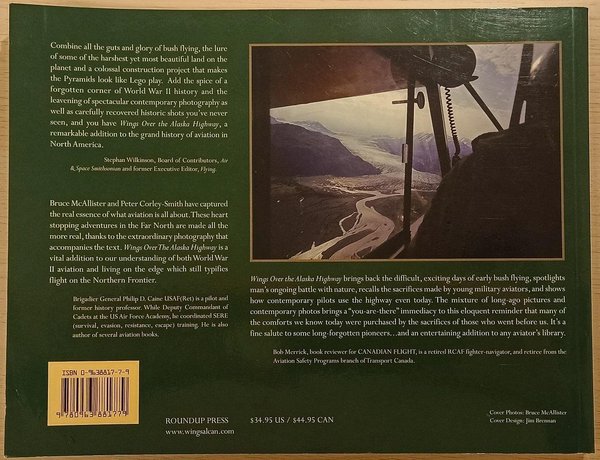 Combine all the guts and glory of bush flying, the lure
of some of the harshest yet most beautiful land on the
planet and a colossal construction project that makes
the Pyramids look like Lego play. Add the spice of a
forgotten corner of World War II history and the
leavening of spectacular contemporary photography as
well as carefully recovered historic shots you've never
seen, and you have Wings Over the Alaska Highway, a
remarkable addition to the grand history of aviation in
North America.
Stephan Wilkinson, Board of Contributors, Air
& Space Smithsonian and former Executive Editor, Flying.
Bruce McAllister and Peter Corley-Smith have captured
the real essence of what aviation is all about. These heart
stopping adventures in the Far North are made all the
more real, thanks to the extraordinary photography that
accompanies the text. Wings Over The Alaska Highway is a
vital addition to our understanding of both World War
II aviation and living on the edge which still typifies
flight on the Northern Frontier.
Brigadier General Philip D. Caine USAF(Ret) is a pilot and
former history professor. While Deputy Commandant of
Cadets at the US Air Force Academy, he coordinated SERE
(survival, evasion, resistance, escape) training. He is also
author of several aviation books.
Wings Over the Alaska Highway brings back the difficult, exciting days of early bush flying, spotlights
man's ongoing battle with nature, recalls the sacrifices made by young military aviators, and shows
how contemporary pilots use the highway even today. The mixture of long-ago pictures and
contemporary photos brings a "you-are-there" immediacy to this eloquent reminder that many of
the comforts we know today were purchased by the sacrifices of those who went before us. It's a
fine salute to some long-forgotten pioneers…and an entertaining addition to any aviator's library.
Bob Merrick, book reviewer for CANADIAN FLIGHT, is a retired RCAF fighter-navigator, and retiree from the
Aviation Safety Programs branch of Transport Canada.
ISBN 0-9638817-7-9
9 780963 881779
ROUNDUP PRESS
www.wingsalcan.com
$34.95 US / $44.95 CAN
Cover Photos: Bruce McAllister
Cover Design: Jim Brennan